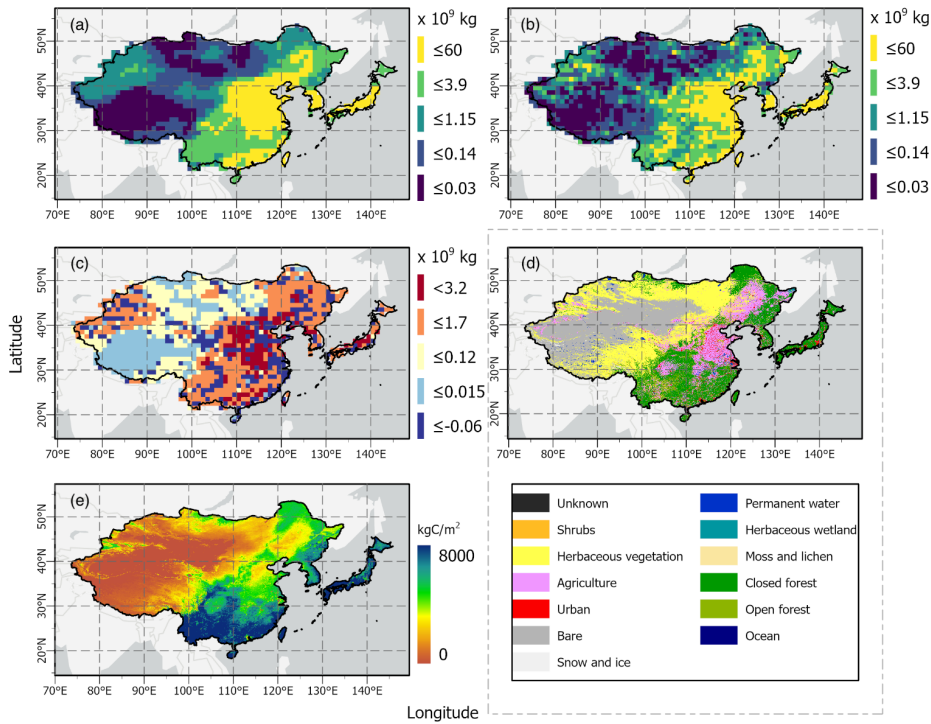 (a)
x 10⁹ kg
≤60
≤3.9
≤1.15
≤0.14
≤0.03
50°N
40°N
30°N
20°N
70°E 80°E 90°E 100°E 110°E 120°E 130°E 140°E
(b)
x 10⁹ kg
≤60
≤3.9
≤1.15
≤0.14
≤0.03
50°N
40°N
30°N
20°N
70°E 80°E 90°E 100°E 110°E 120°E 130°E 140°E
(c)
x 10⁹ kg
<3.2
≤1.7
≤0.12
≤0.015
≤-0.06
50°N
40°N
30°N
20°N
70°E 80°E 90°E 100°E 110°E 120°E 130°E 140°E
Latitude
(d)
50°N
40°N
30°N
20°N
70°E 80°E 90°E 100°E 110°E 120°E 130°E 140°E
(e)
kgC/m²
8000
0
50°N
40°N
30°N
20°N
70°E 80°E 90°E 100°E 110°E 120°E 130°E 140°E
Unknown
Shrubs
Herbaceous vegetation
Agriculture
Urban
Bare
Snow and ice
Permanent water
Herbaceous wetland
Moss and lichen
Closed forest
Open forest
Ocean
Longitude